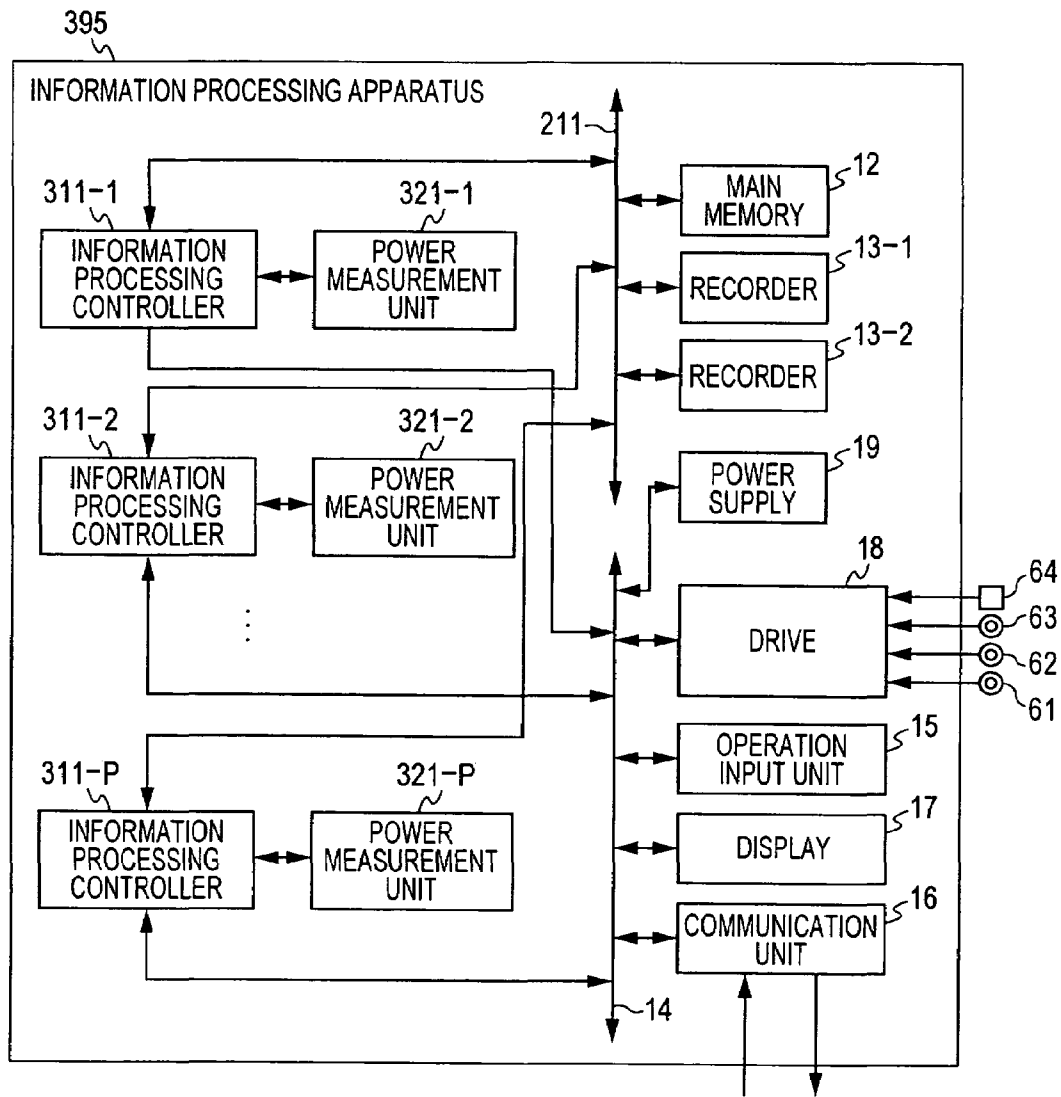 395
INFORMATION PROCESSING APPARATUS
211
311-1
321-1
12
INFORMATION
PROCESSING
CONTROLLER
POWER
MEASUREMENT
UNIT
MAIN
MEMORY
13-1
RECORDER
13-2
RECORDER
311-2
321-2
INFORMATION
PROCESSING
CONTROLLER
POWER
MEASUREMENT
UNIT
19
POWER
SUPPLY
18
DRIVE
64
63
62
61
15
OPERATION
INPUT UNIT
311-P
321-P
INFORMATION
PROCESSING
CONTROLLER
POWER
MEASUREMENT
UNIT
17
DISPLAY
16
COMMUNICATION
UNIT
14